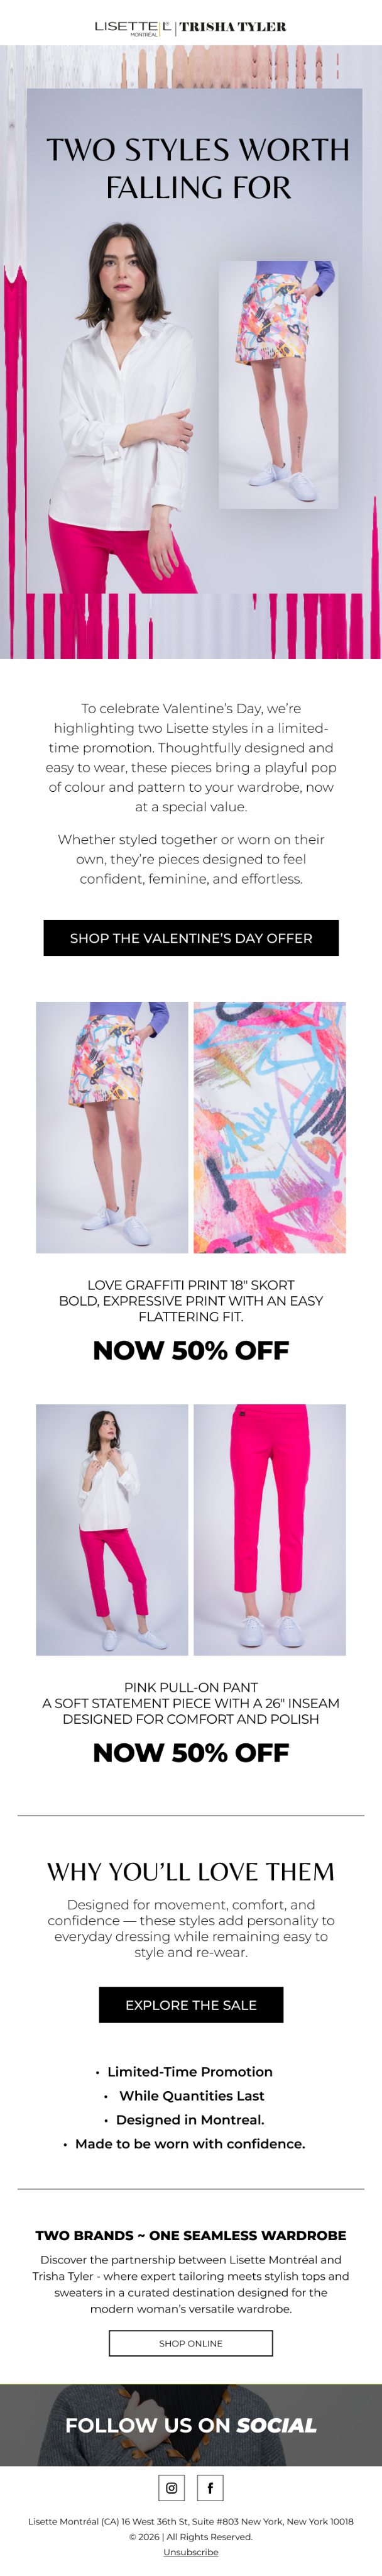 LISETTE L
MONTRÉAL
TRISHA TYLER
TWO STYLES WORTH
FALLING FOR
To celebrate Valentine’s Day, we’re
highlighting two Lisette styles in a limited-
time promotion. Thoughtfully designed and
easy to wear, these pieces bring a playful pop
of colour and pattern to your wardrobe, now
at a special value.
Whether styled together or worn on their
own, they’re pieces designed to feel
confident, feminine, and effortless.
SHOP THE VALENTINE’S DAY OFFER
LOVE GRAFFITI PRINT 18" SKORT
BOLD, EXPRESSIVE PRINT WITH AN EASY
FLATTERING FIT.
NOW 50% OFF
PINK PULL-ON PANT
A SOFT STATEMENT PIECE WITH A 26" INSEAM
DESIGNED FOR COMFORT AND POLISH
NOW 50% OFF
WHY YOU’LL LOVE THEM
Designed for movement, comfort, and
confidence — these styles add personality to
everyday dressing while remaining easy to
style and re-wear.
EXPLORE THE SALE
• Limited-Time Promotion
• While Quantities Last
• Designed in Montreal.
• Made to be worn with confidence.
TWO BRANDS ~ ONE SEAMLESS WARDROBE
Discover the partnership between Lisette Montréal and
Trisha Tyler - where expert tailoring meets stylish tops and
sweaters in a curated destination designed for the
modern woman’s versatile wardrobe.
SHOP ONLINE
FOLLOW US ON SOCIAL
Lisette Montréal (CA) 16 West 36th St, Suite #803 New York, New York 10018
© 2026 | All Rights Reserved.
Unsubscribe